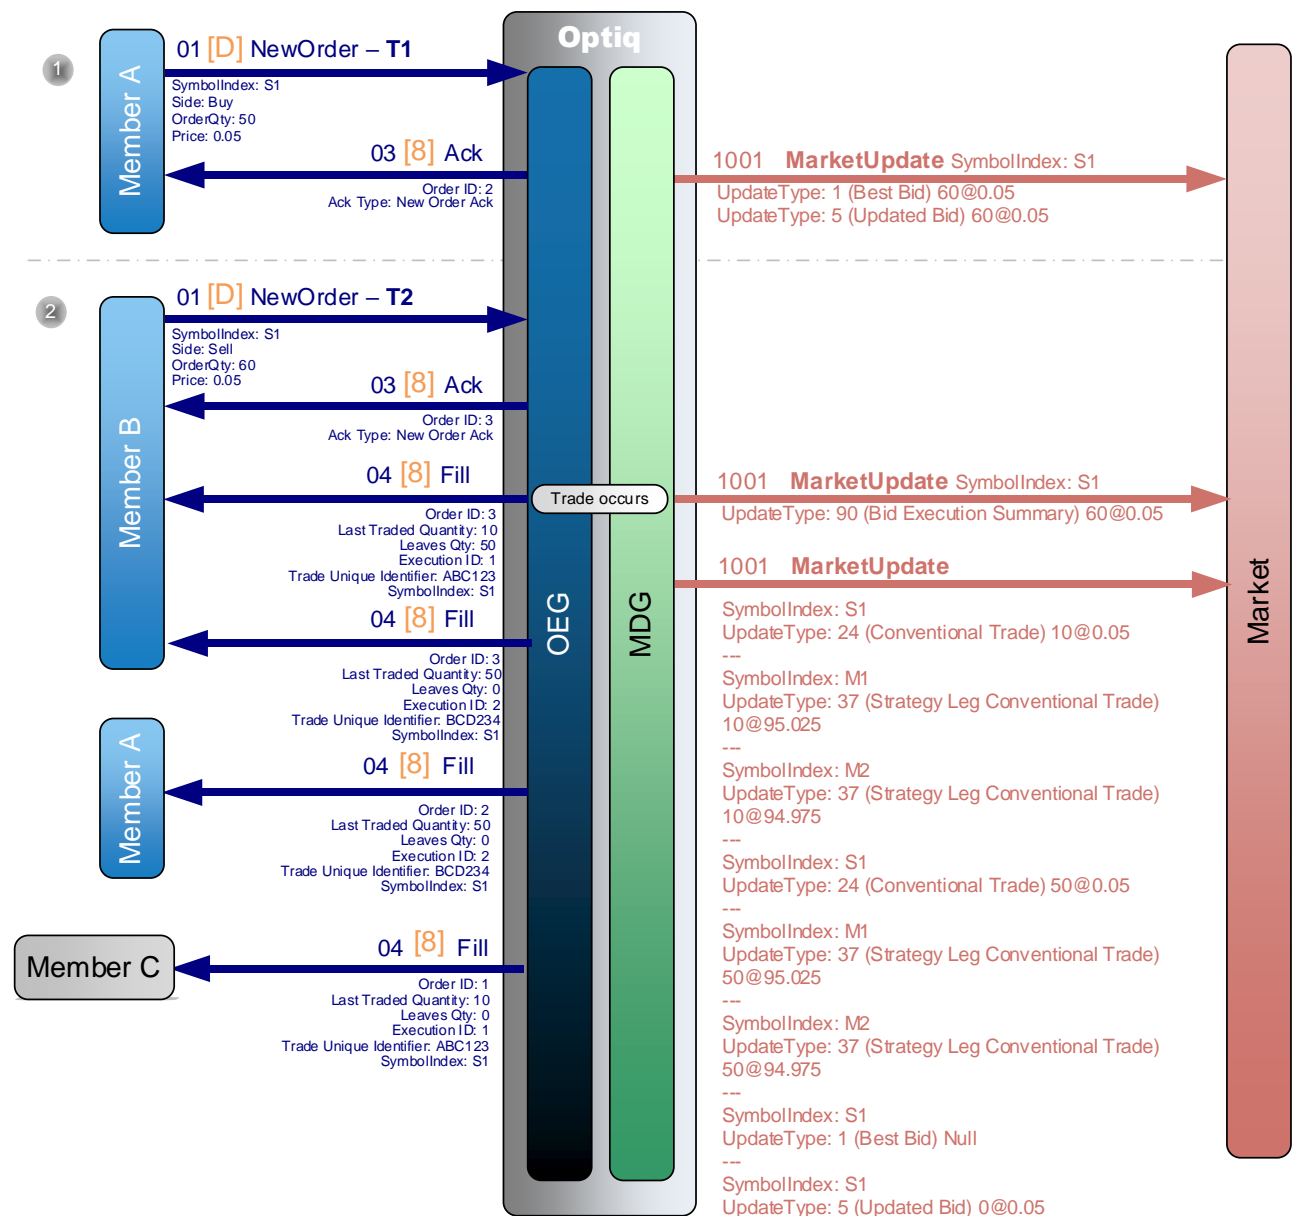 Optiq
1
Member A
01 [D] NewOrder – T1
SymbolIndex: S1
Side: Buy
OrderQty: 50
Price: 0.05
03 [8] Ack
Order ID: 2
Ack Type: New Order Ack
1001 MarketUpdate SymbolIndex: S1
UpdateType: 1 (Best Bid) 60@0.05
UpdateType: 5 (Updated Bid) 60@0.05
2
Member B
01 [D] NewOrder – T2
SymbolIndex: S1
Side: Sell
OrderQty: 60
Price: 0.05
03 [8] Ack
Order ID: 3
Ack Type: New Order Ack
04 [8] Fill
Trade occurs
Order ID: 3
Last Traded Quantity: 10
Leaves Qty: 50
Execution ID: 1
Trade Unique Identifier: ABC123
SymbolIndex: S1
1001 MarketUpdate SymbolIndex: S1
UpdateType: 90 (Bid Execution Summary) 60@0.05
04 [8] Fill
Order ID: 3
Last Traded Quantity: 50
Leaves Qty: 0
Execution ID: 2
Trade Unique Identifier: BCD234
SymbolIndex: S1
OEG
MDG
Market
Member A
04 [8] Fill
Order ID: 2
Last Traded Quantity: 50
Leaves Qty: 0
Execution ID: 2
Trade Unique Identifier: BCD234
SymbolIndex: S1
Member C
04 [8] Fill
Order ID: 1
Last Traded Quantity: 10
Leaves Qty: 0
Execution ID: 1
Trade Unique Identifier: ABC123
SymbolIndex: S1
1001 MarketUpdate
SymbolIndex: S1
UpdateType: 24 (Conventional Trade) 10@0.05
---
SymbolIndex: M1
UpdateType: 37 (Strategy Leg Conventional Trade)
10@95.025
---
SymbolIndex: M2
UpdateType: 37 (Strategy Leg Conventional Trade)
10@94.975
---
SymbolIndex: S1
UpdateType: 24 (Conventional Trade) 50@0.05
---
SymbolIndex: M1
UpdateType: 37 (Strategy Leg Conventional Trade)
50@95.025
---
SymbolIndex: M2
UpdateType: 37 (Strategy Leg Conventional Trade)
50@94.975
---
SymbolIndex: S1
UpdateType: 1 (Best Bid) Null
---
SymbolIndex: S1
UpdateType: 5 (Updated Bid) 0@0.05